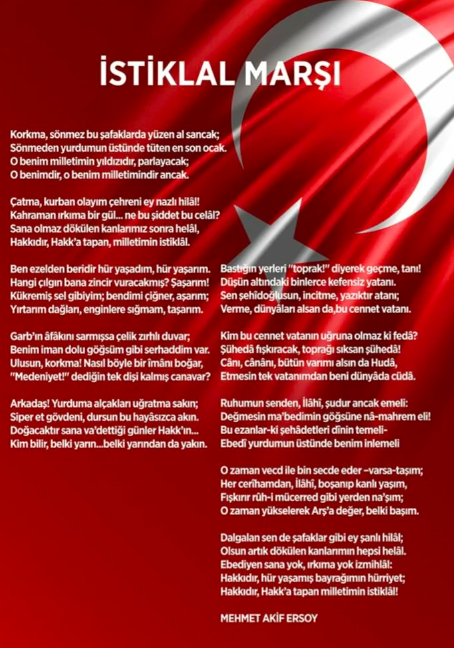 İSTİKLAL MARŞI
Korkma, sönmez bu şafaklarda yüzen al sancak;
Sönmeden yurdumun üstünde tüten en son ocak.
O benim milletimin yıldızıdır, parlayacak;
O benimdir, o benim milletimindir ancak.
Çatma, kurban olayım çehreni ey nazlı hilâl!
Kahraman ırkıma bir gül... ne bu şiddet bu celâl?
Sana olmaz dökülen kanlarımız sonra helâl,
Hakkıdır, Hakk'a tapan, milletimin istiklâl.
Ben ezelden beridir hür yaşadım, hür yaşarım.
Hangi çılgın bana zincir vuracakmış? Şaşarım!
Kükremiş sel gibiyim; bendimi çiğner, aşarım;
Yırtarım dağları, enginlere sığmam, taşarım.
Garb'ın âfâkını sarmışsa çelik zırhlı duvar;
Benim iman dolu göğsüm gibi serhaddim var.
Ulusun, korkma! Nasıl böyle bir îmânı boğar,
"Medeniyet!" dediğin tek dişi kalmış canavar?
Arkadaş! Yurduma alçakları uğratma sakın;
Siper et gövdeni, dursun bu hayâsızca akın.
Doğacaktır sana va'dettiği günler Hakk'ın...
Kim bilir, belki yarın...belki yarından da yakın.
Bastığın yerleri "toprak!" diyerek geçme, tanı!
Düşün altındaki binlerce kefensiz yatanı.
Sen şehîdoğlusun, incitme, yazıktır atanı;
Verme, dünyâları alsan da,bu cennet vatanı.
Kim bu cennet vatanın uğruna olmaz ki fedâ?
Şühedâ fışkıracak, toprağı sıksan şühedâ!
Cânı, cânânı, bütün varımı alsın da Hudâ,
Etmesin tek vatanımdan beni dünyâda cüdâ.
Ruhumun senden, İlâhî, şudur ancak emeli:
Değmesin ma'bedimin göğsüne nâ-mahrem eli!
Bu ezanlar-ki şehâdetleri dînin temeli-
Ebedî yurdumun üstünde benim inlemeli
O zaman vecd ile bin secde eder –varsa-taşım;
Her cerîhamdan, İlâhî, boşanıp kanlı yaşım,
Fışkırır rûh-i mücerred gibi yerden na'şım;
O zaman yükselerek Arş'a değer, belki başım.
Dalgalan sen de şafaklar gibi ey şanlı hilâl;
Olsun artık dökülen kanlarımın hepsi helâl.
Ebediyen sana yok, ırkıma yok izmihlâl:
Hakkıdır, hür yaşamış bayrağımın hürriyet;
Hakkıdır, Hakk'a tapan milletimin istiklâl!
MEHMET AKİF ERSOY